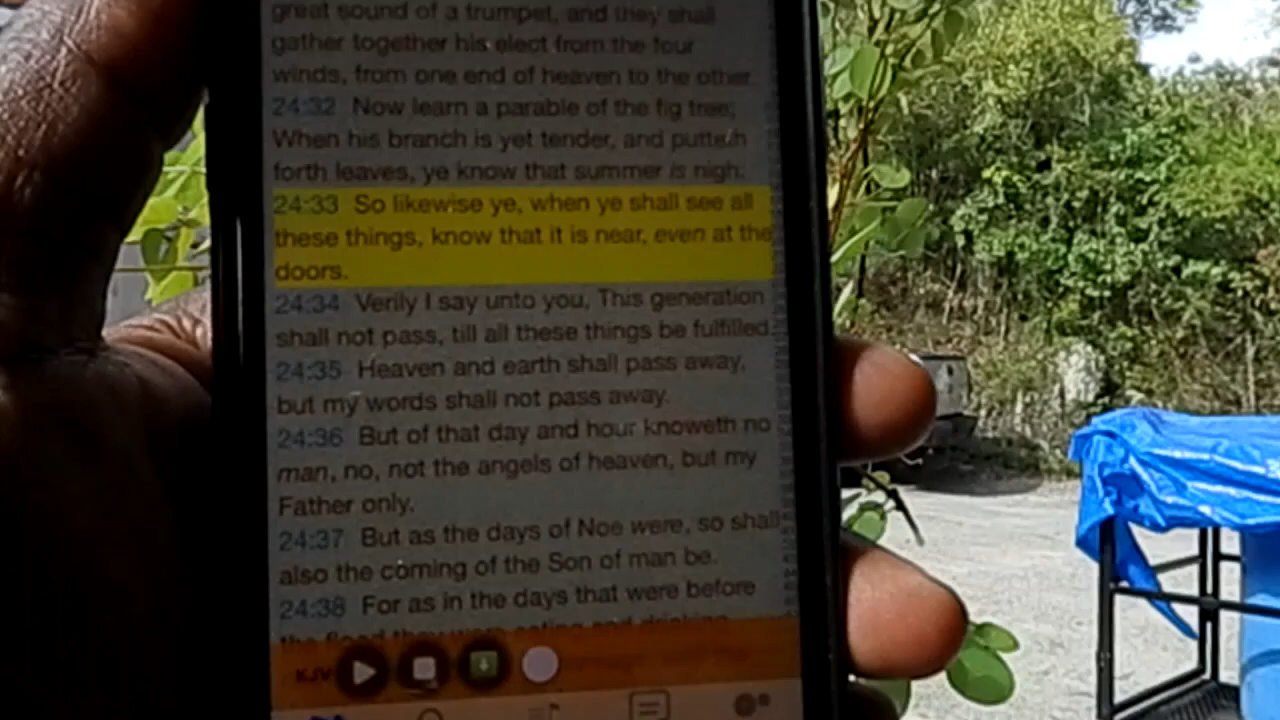 great sound of a trumpet, and they shall
gather together his elect from the four
winds, from one end of heaven to the other.
24:32 Now learn a parable of the fig tree;
When his branch is yet tender, and putteth
forth leaves, ye know that summer is nigh:
24:33 So likewise ye, when ye shall see all
these things, know that it is near, even at the
doors.
24:34 Verily I say unto you, This generation
shall not pass, till all these things be fulfilled.
24:35 Heaven and earth shall pass away,
but my words shall not pass away.
24:36 But of that day and hour knoweth no
man, no, not the angels of heaven, but my
Father only.
24:37 But as the days of Noe were, so shall
also the coming of the Son of man be.
24:38 For as in the days that were before
the flood they were eating and drinking
KJV